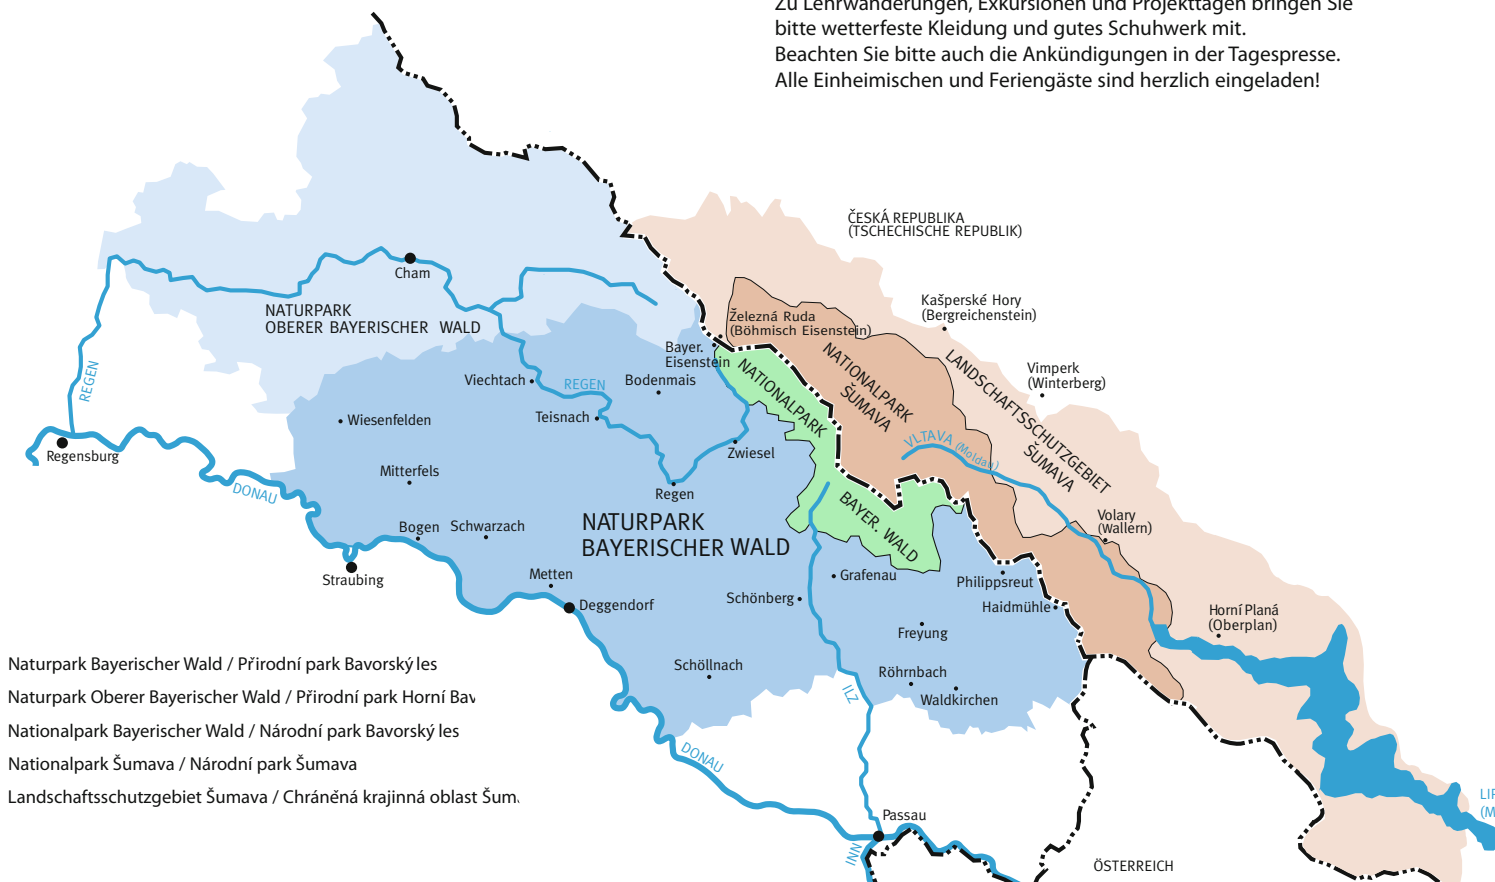 Zu Lehrwanderungen, Exkursionen und Projekttagen bringen Sie
bitte wetterfeste Kleidung und gutes Schuhwerk mit.
Beachten Sie bitte auch die Ankündigungen in der Tagespresse.
Alle Einheimischen und Feriengäste sind herzlich eingeladen!
ČESKÁ REPUBLIKA
(TSCHECHISCHE REPUBLIK)
Cham
NATURPARK
OBERER BAYERISCHER WALD
Kašperské Hory
(Bergreichenstein)
Železná Ruda
(Böhmisch Eisenstein)
Bayer.
Eisenstein
NATIONALPARK
ŠUMAVA
LANDSCHAFTSSCHUTZGEBIET
ŠUMAVA
Vimperk
(Winterberg)
REGEN
Viechtach
REGEN
Bodenmais
NATIONALPARK
BAYER. WALD
Wiesenfelden
Teisnach
Zwiesel
VLTAVA (Moldau)
Regensburg
Mitterfels
DONAU
Regen
Bogen
Schwarzach
NATURPARK
BAYERISCHER WALD
Volary
(Wallern)
Straubing
Metten
Deggendorf
Grafenau
Schönberg
Philippsreut
Haidmühle
Horní Planá
(Oberplan)
Freyung
Schöllnach
Röhrnbach
Waldkirchen
ILZ
DONAU
Passau
INN
ÖSTERREICH
LIP
(M
Naturpark Bayerischer Wald / Přirodní park Bavorský les
Naturpark Oberer Bayerischer Wald / Přirodní park Horní Bav
Nationalpark Bayerischer Wald / Národní park Bavorský les
Nationalpark Šumava / Národní park Šumava
Landschaftsschutzgebiet Šumava / Chráněná krajinná oblast Šum